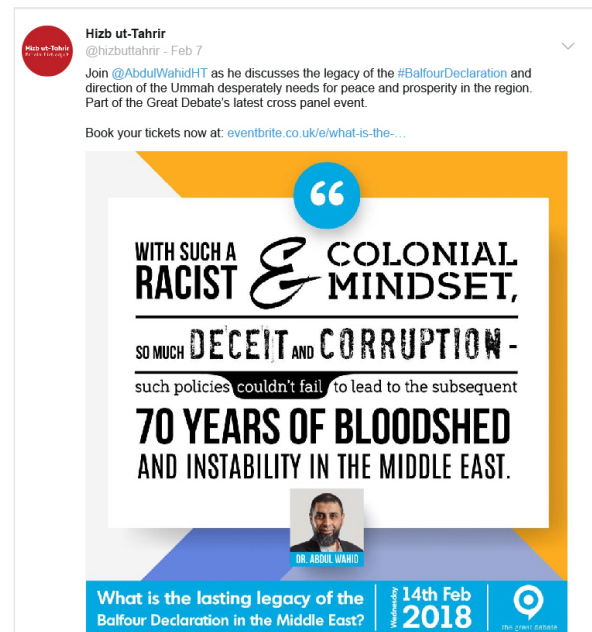 Hizb ut-Tahrir
@hizbuttahrir - Feb 7
Hizb ut-Tahrir
Join @AbdulWahidHT as he discusses the legacy of the #BalfourDeclaration and
direction of the Ummah desperately needs for peace and prosperity in the region.
Part of the Great Debate's latest cross panel event.
Book your tickets now at: eventbrite.co.uk/e/what-is-the-...
WITH SUCH A
RACIST & COLONIAL
MINDSET,
SO MUCH DECEIT AND CORRUPTION -
such policies couldn't fail to lead to the subsequent
70 YEARS OF BLOODSHED
AND INSTABILITY IN THE MIDDLE EAST.
DR. ABDUL WAHID
What is the lasting legacy of the
Balfour Declaration in the Middle East?
Wednesday
14th Feb
2018
the great debate